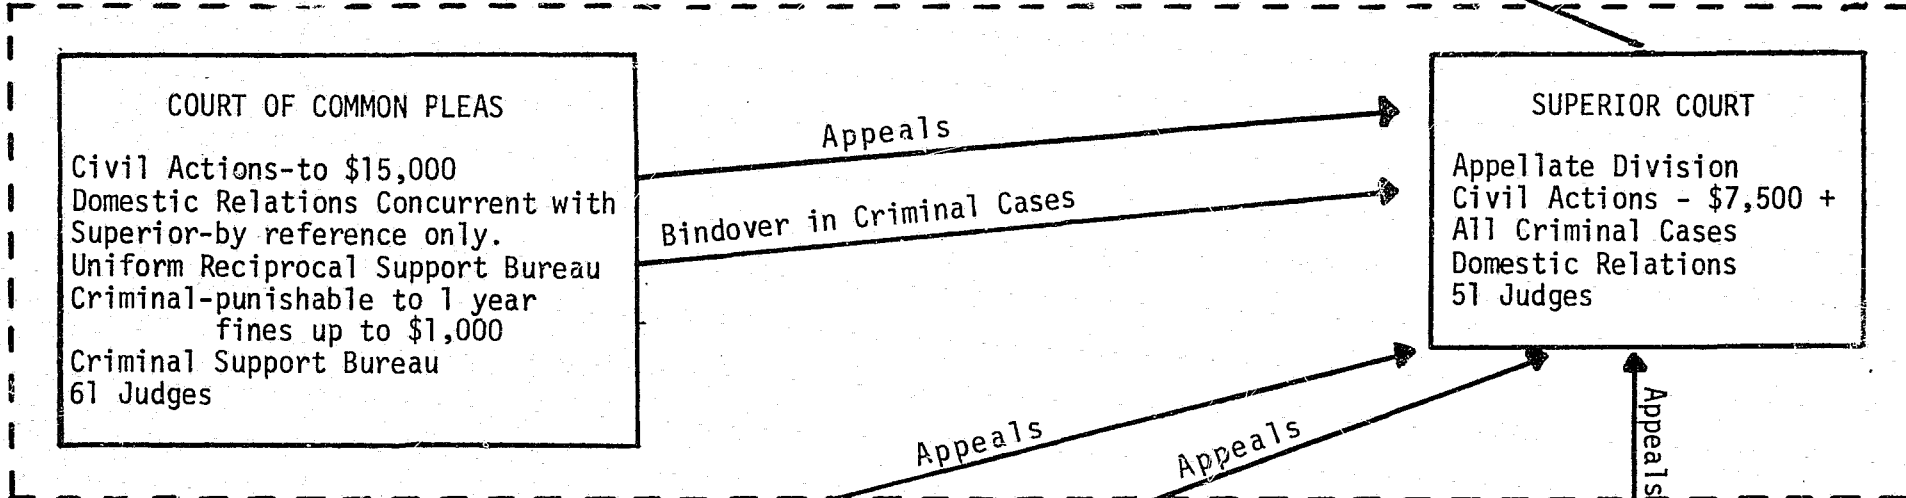 COURT OF COMMON PLEAS
Civil Actions-to $15,000
Domestic Relations Concurrent with
Superior-by reference only.
Uniform Reciprocal Support Bureau
Criminal-punishable to 1 year
fines up to $1,000
Criminal Support Bureau
61 Judges
Appeals
Bindover in Criminal Cases
SUPERIOR COURT
Appellate Division
Civil Actions - $7,500 +
All Criminal Cases
Domestic Relations
51 Judges
Appeals
Appeals
Appeals